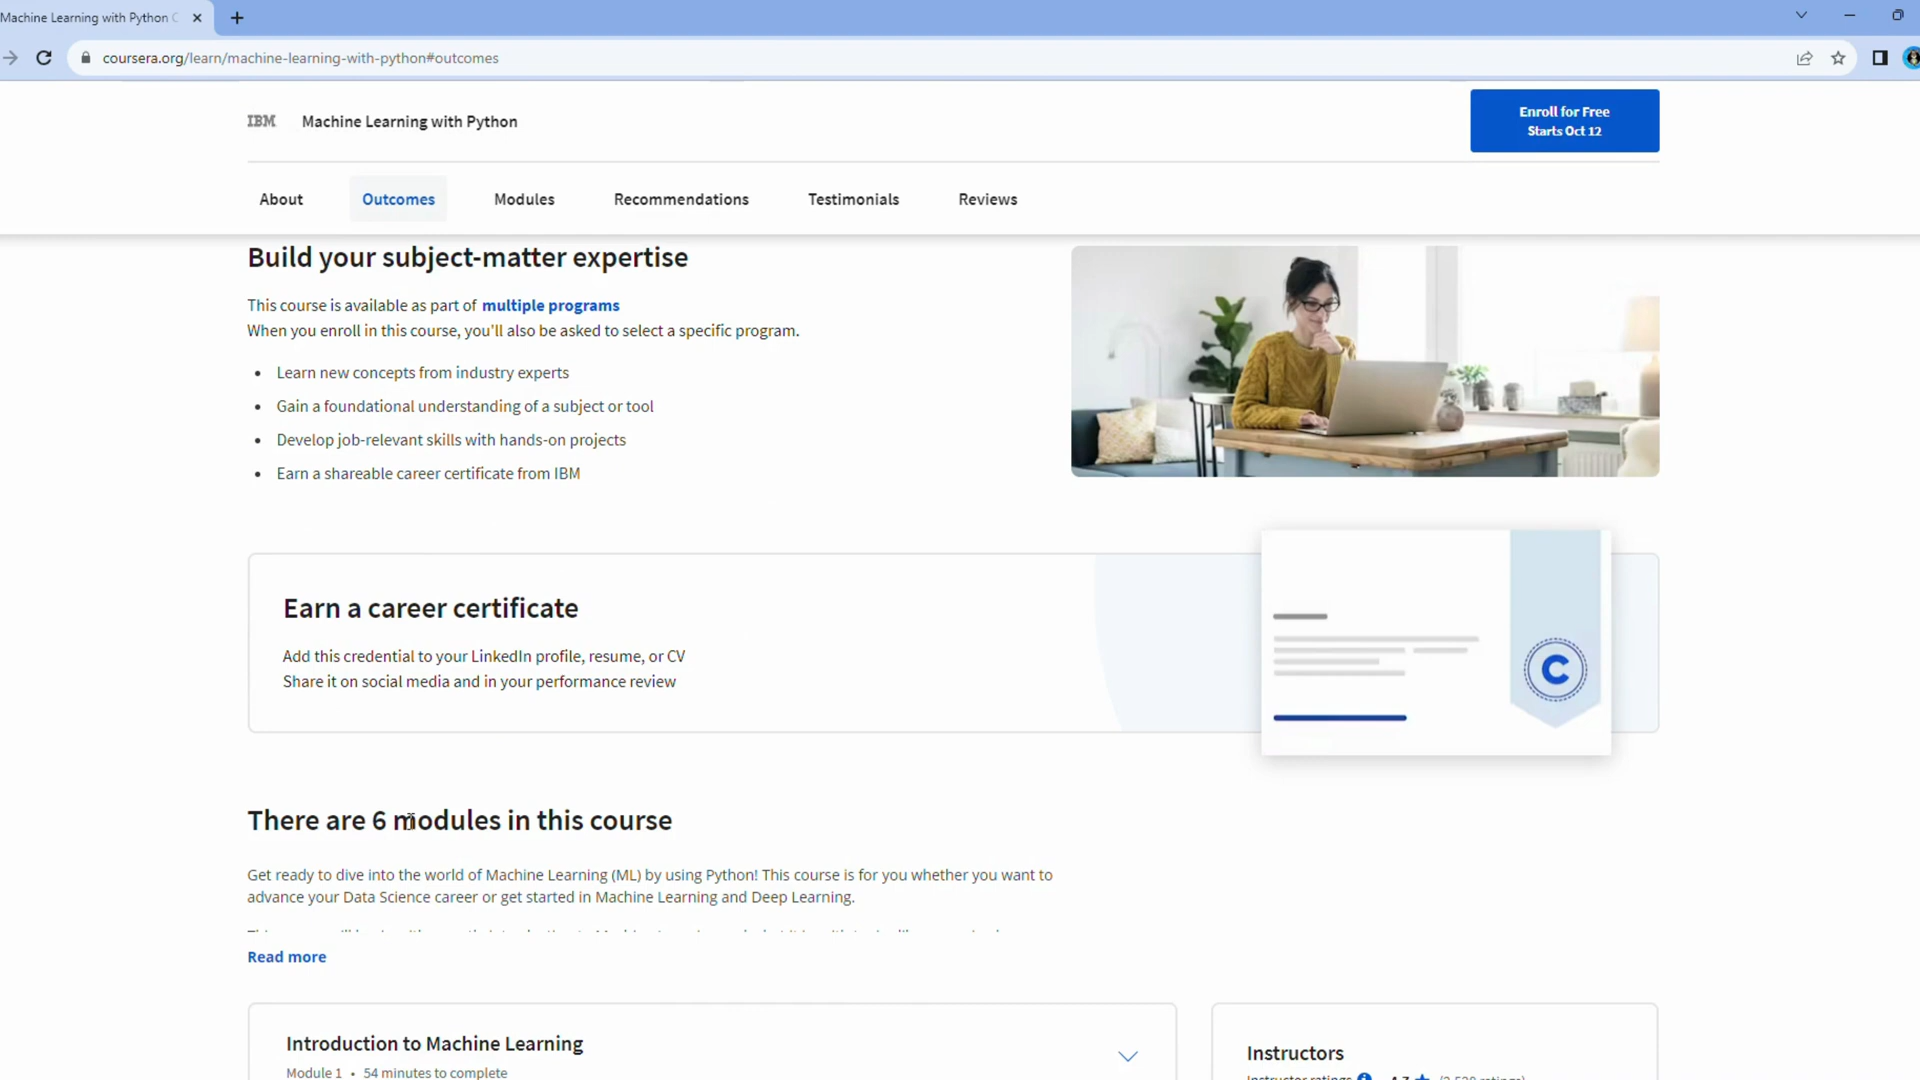 Machine Learning with Python C
coursera.org/learn/machine-learning-with-python#outcomes
IBM Machine Learning with Python
Enroll for Free
Starts Oct 12
About Outcomes Modules Recommendations Testimonials Reviews
Build your subject-matter expertise
This course is available as part of multiple programs
When you enroll in this course, you'll also be asked to select a specific program.
• Learn new concepts from industry experts
• Gain a foundational understanding of a subject or tool
• Develop job-relevant skills with hands-on projects
• Earn a shareable career certificate from IBM
Earn a career certificate
Add this credential to your LinkedIn profile, resume, or CV
Share it on social media and in your performance review
C
There are 6 modules in this course
Get ready to dive into the world of Machine Learning (ML) by using Python! This course is for you whether you want to
advance your Data Science career or get started in Machine Learning and Deep Learning.
Read more
Introduction to Machine Learning
Module 1 • 54 minutes to complete
Instructors